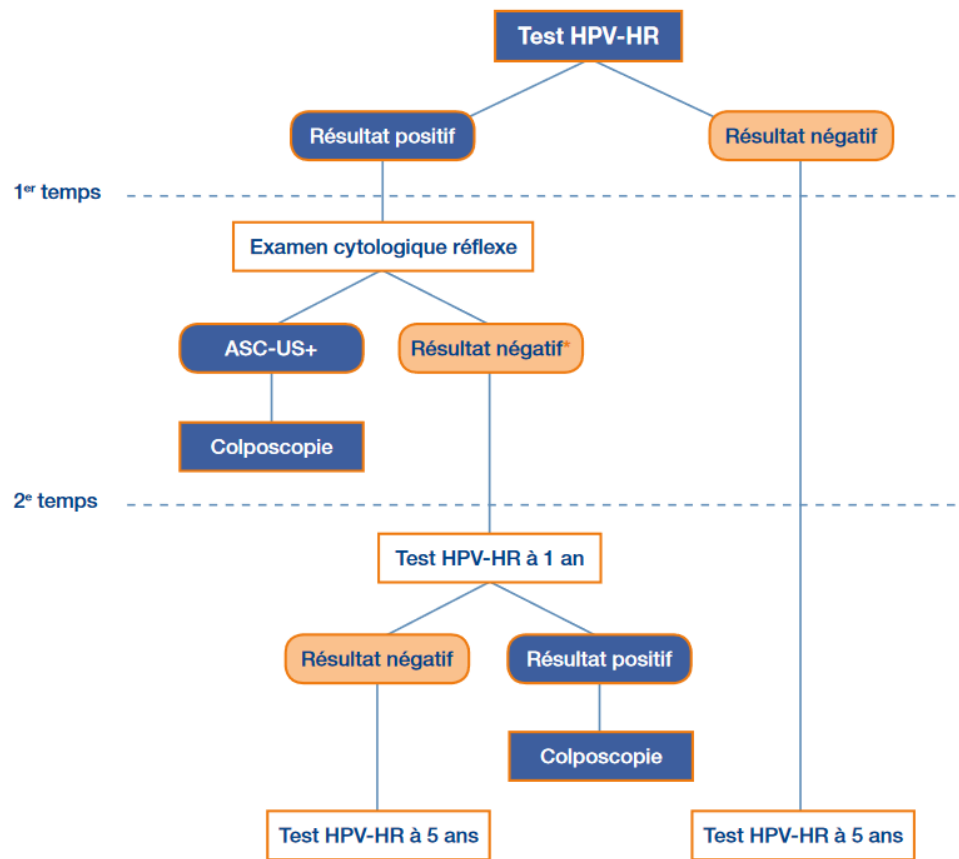 Test HPV-HR
Résultat positif
Résultat négatif
1er temps
Examen cytologique réflexe
ASC-US+
Résultat négatif*
Colposcopie
2e temps
Test HPV-HR à 1 an
Résultat négatif
Résultat positif
Colposcopie
Test HPV-HR à 5 ans
Test HPV-HR à 5 ans